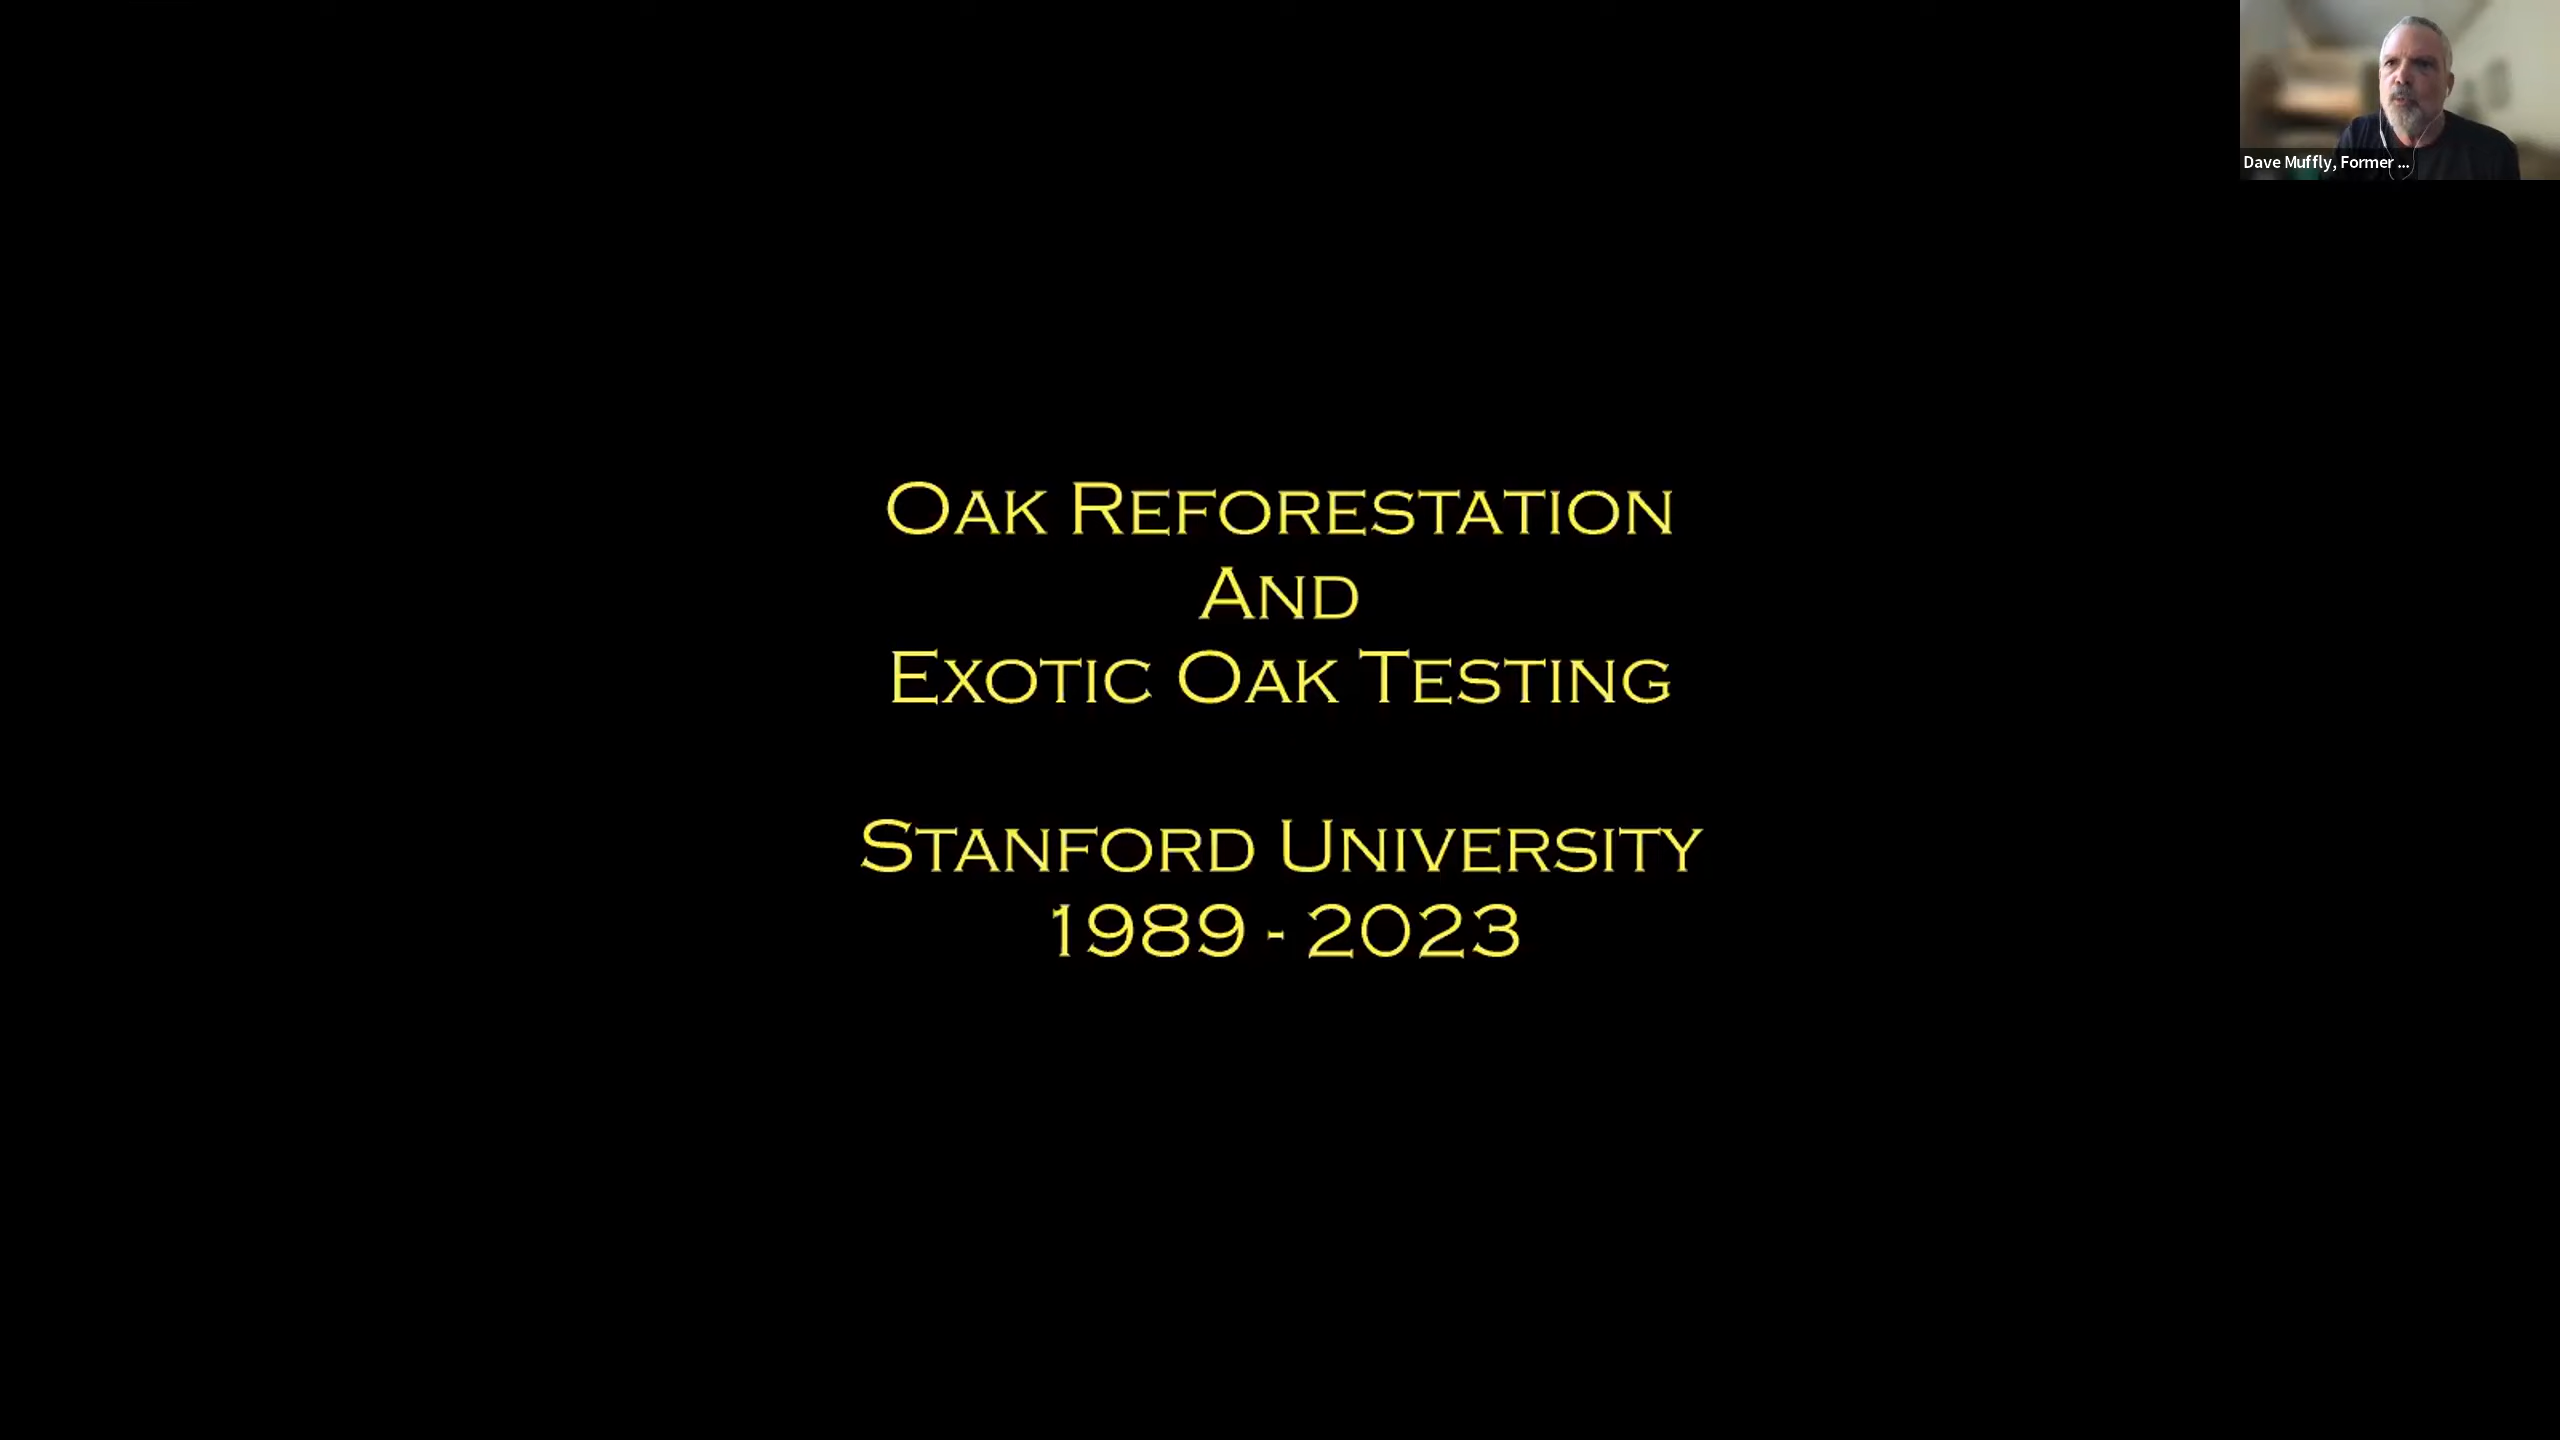 Dave Muffly, Former ...
Oak Reforestation
And
Exotic Oak Testing
Stanford University
1989 - 2023